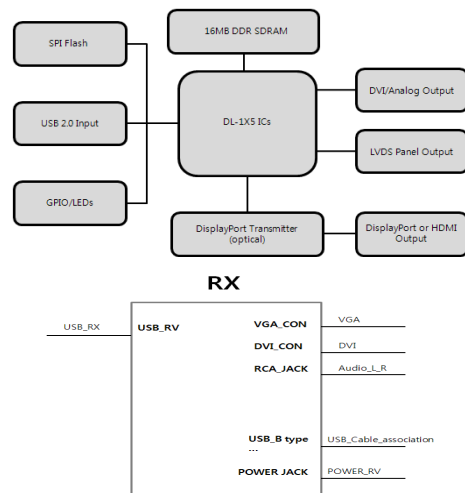 16MB DDR SDRAM
SPI Flash
DL-1X5 ICs
DVI/Analog Output
USB 2.0 Input
LVDS Panel Output
GPIO/LEDs
DisplayPort Transmitter
(optical)
DisplayPort or HDMI
Output
RX
USB_RX
USB_RV
VGA_CON
VGA
DVI_CON
DVI
RCA_JACK
Audio_L_R
USB_B type
...
USB_Cable_association
POWER JACK
POWER_RV